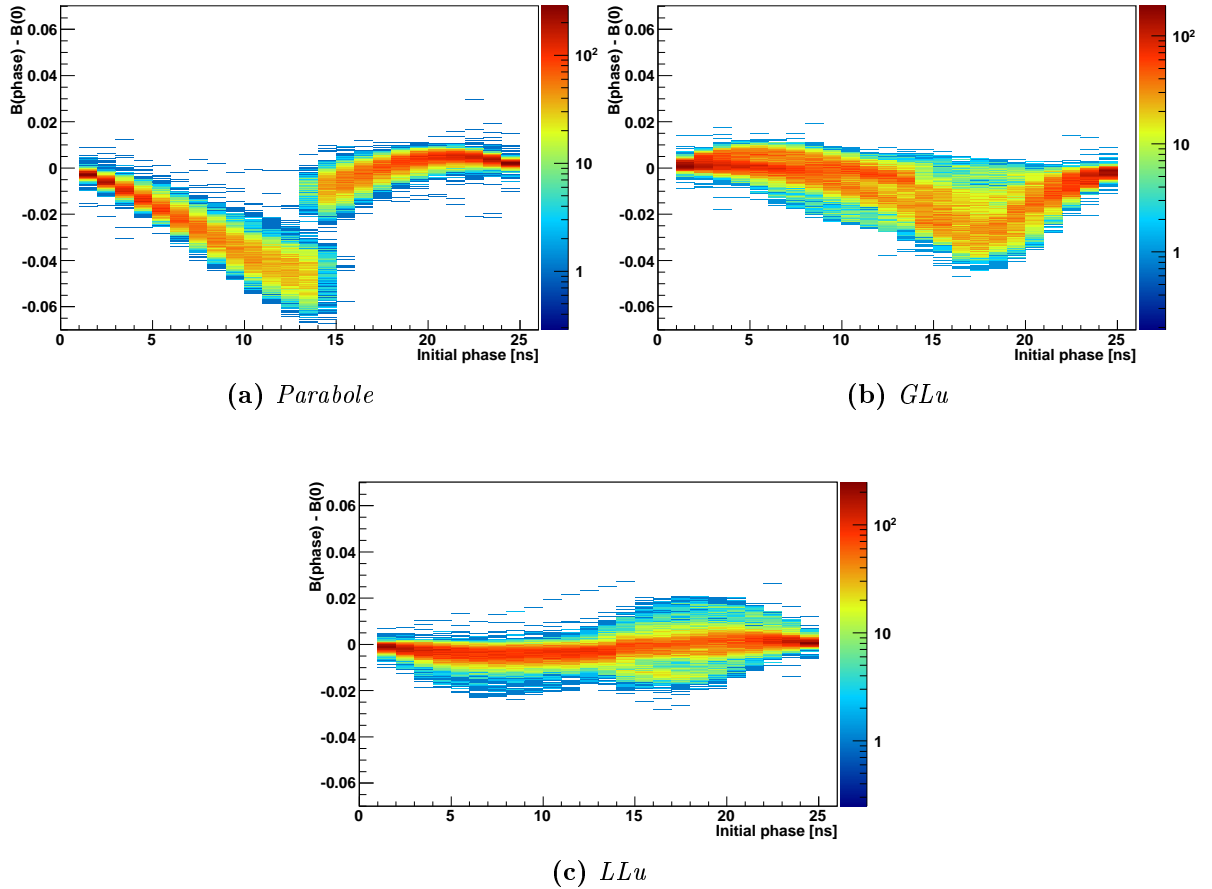 B(phase) - B(0)
0.06
0.04
0.02
0
-0.02
-0.04
-0.06
0 5 10 15 20 25
Initial phase [ns]
10²
10
1
(a) Parabole
B(phase) - B(0)
0.06
0.04
0.02
0
-0.02
-0.04
-0.06
0 5 10 15 20 25
Initial phase [ns]
10²
10
1
(b) GLu
B(phase) - B(0)
0.06
0.04
0.02
0
-0.02
-0.04
-0.06
0 5 10 15 20 25
Initial phase [ns]
10²
10
1
(c) LLu